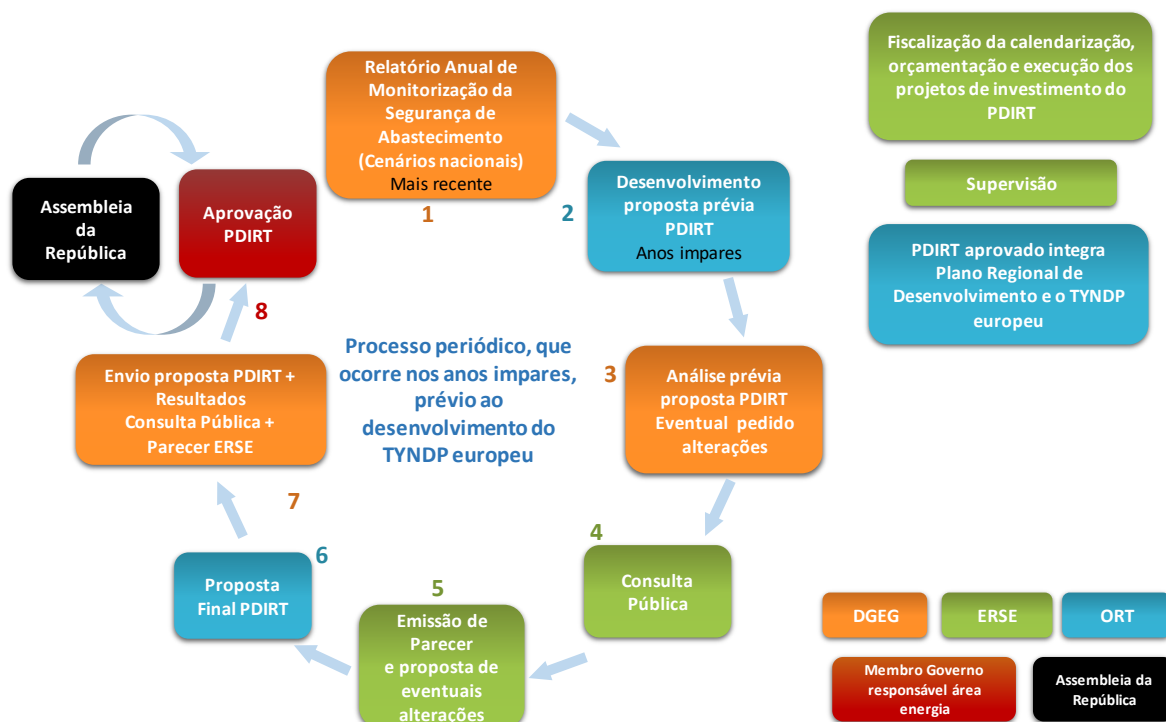 Relatório Anual de
Monitorização da
Segurança de
Abastecimento
(Cenários nacionais)
Mais recente
1
2
Desenvolvimento
proposta prévia
PDIRT
Anos impares
3
Análise prévia
proposta PDIRT
Eventual pedido
alterações
4
Consulta
Pública
5
Emissão de
Parecer
e proposta de
eventuais
alterações
6
Proposta
Final PDIRT
7
Envio proposta PDIRT +
Resultados
Consulta Pública +
Parecer ERSE
8
Aprovação
PDIRT
Assembleia
da
República
Processo periódico, que
ocorre nos anos impares,
prévio ao
desenvolvimento do
TYNDP europeu
Fiscalização da calendarização,
orçamentação e execução dos
projetos de investimento do
PDIRT
Supervisão
PDIRT aprovado integra
Plano Regional de
Desenvolvimento e o TYNDP
europeu
DGEG
ERSE
ORT
Membro Governo
responsável área
energia
Assembleia da
República